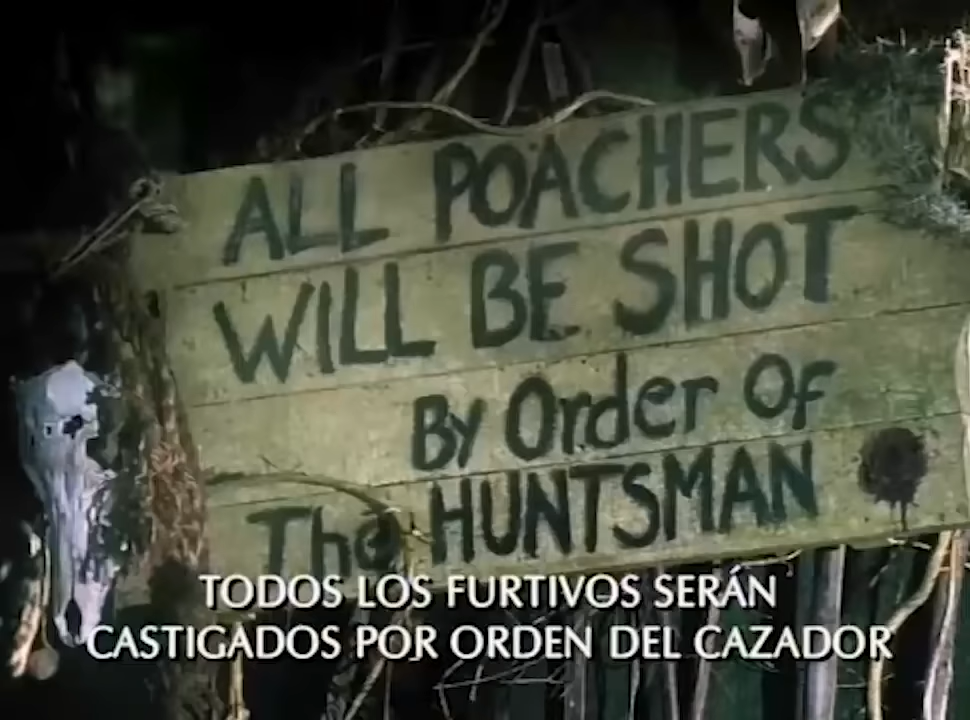 ALL POACHERS
WILL BE SHOT
By Order Of
The HUNTSMAN
TODOS LOS FURTIVOS SERÁN
CASTIGADOS POR ORDEN DEL CAZADOR